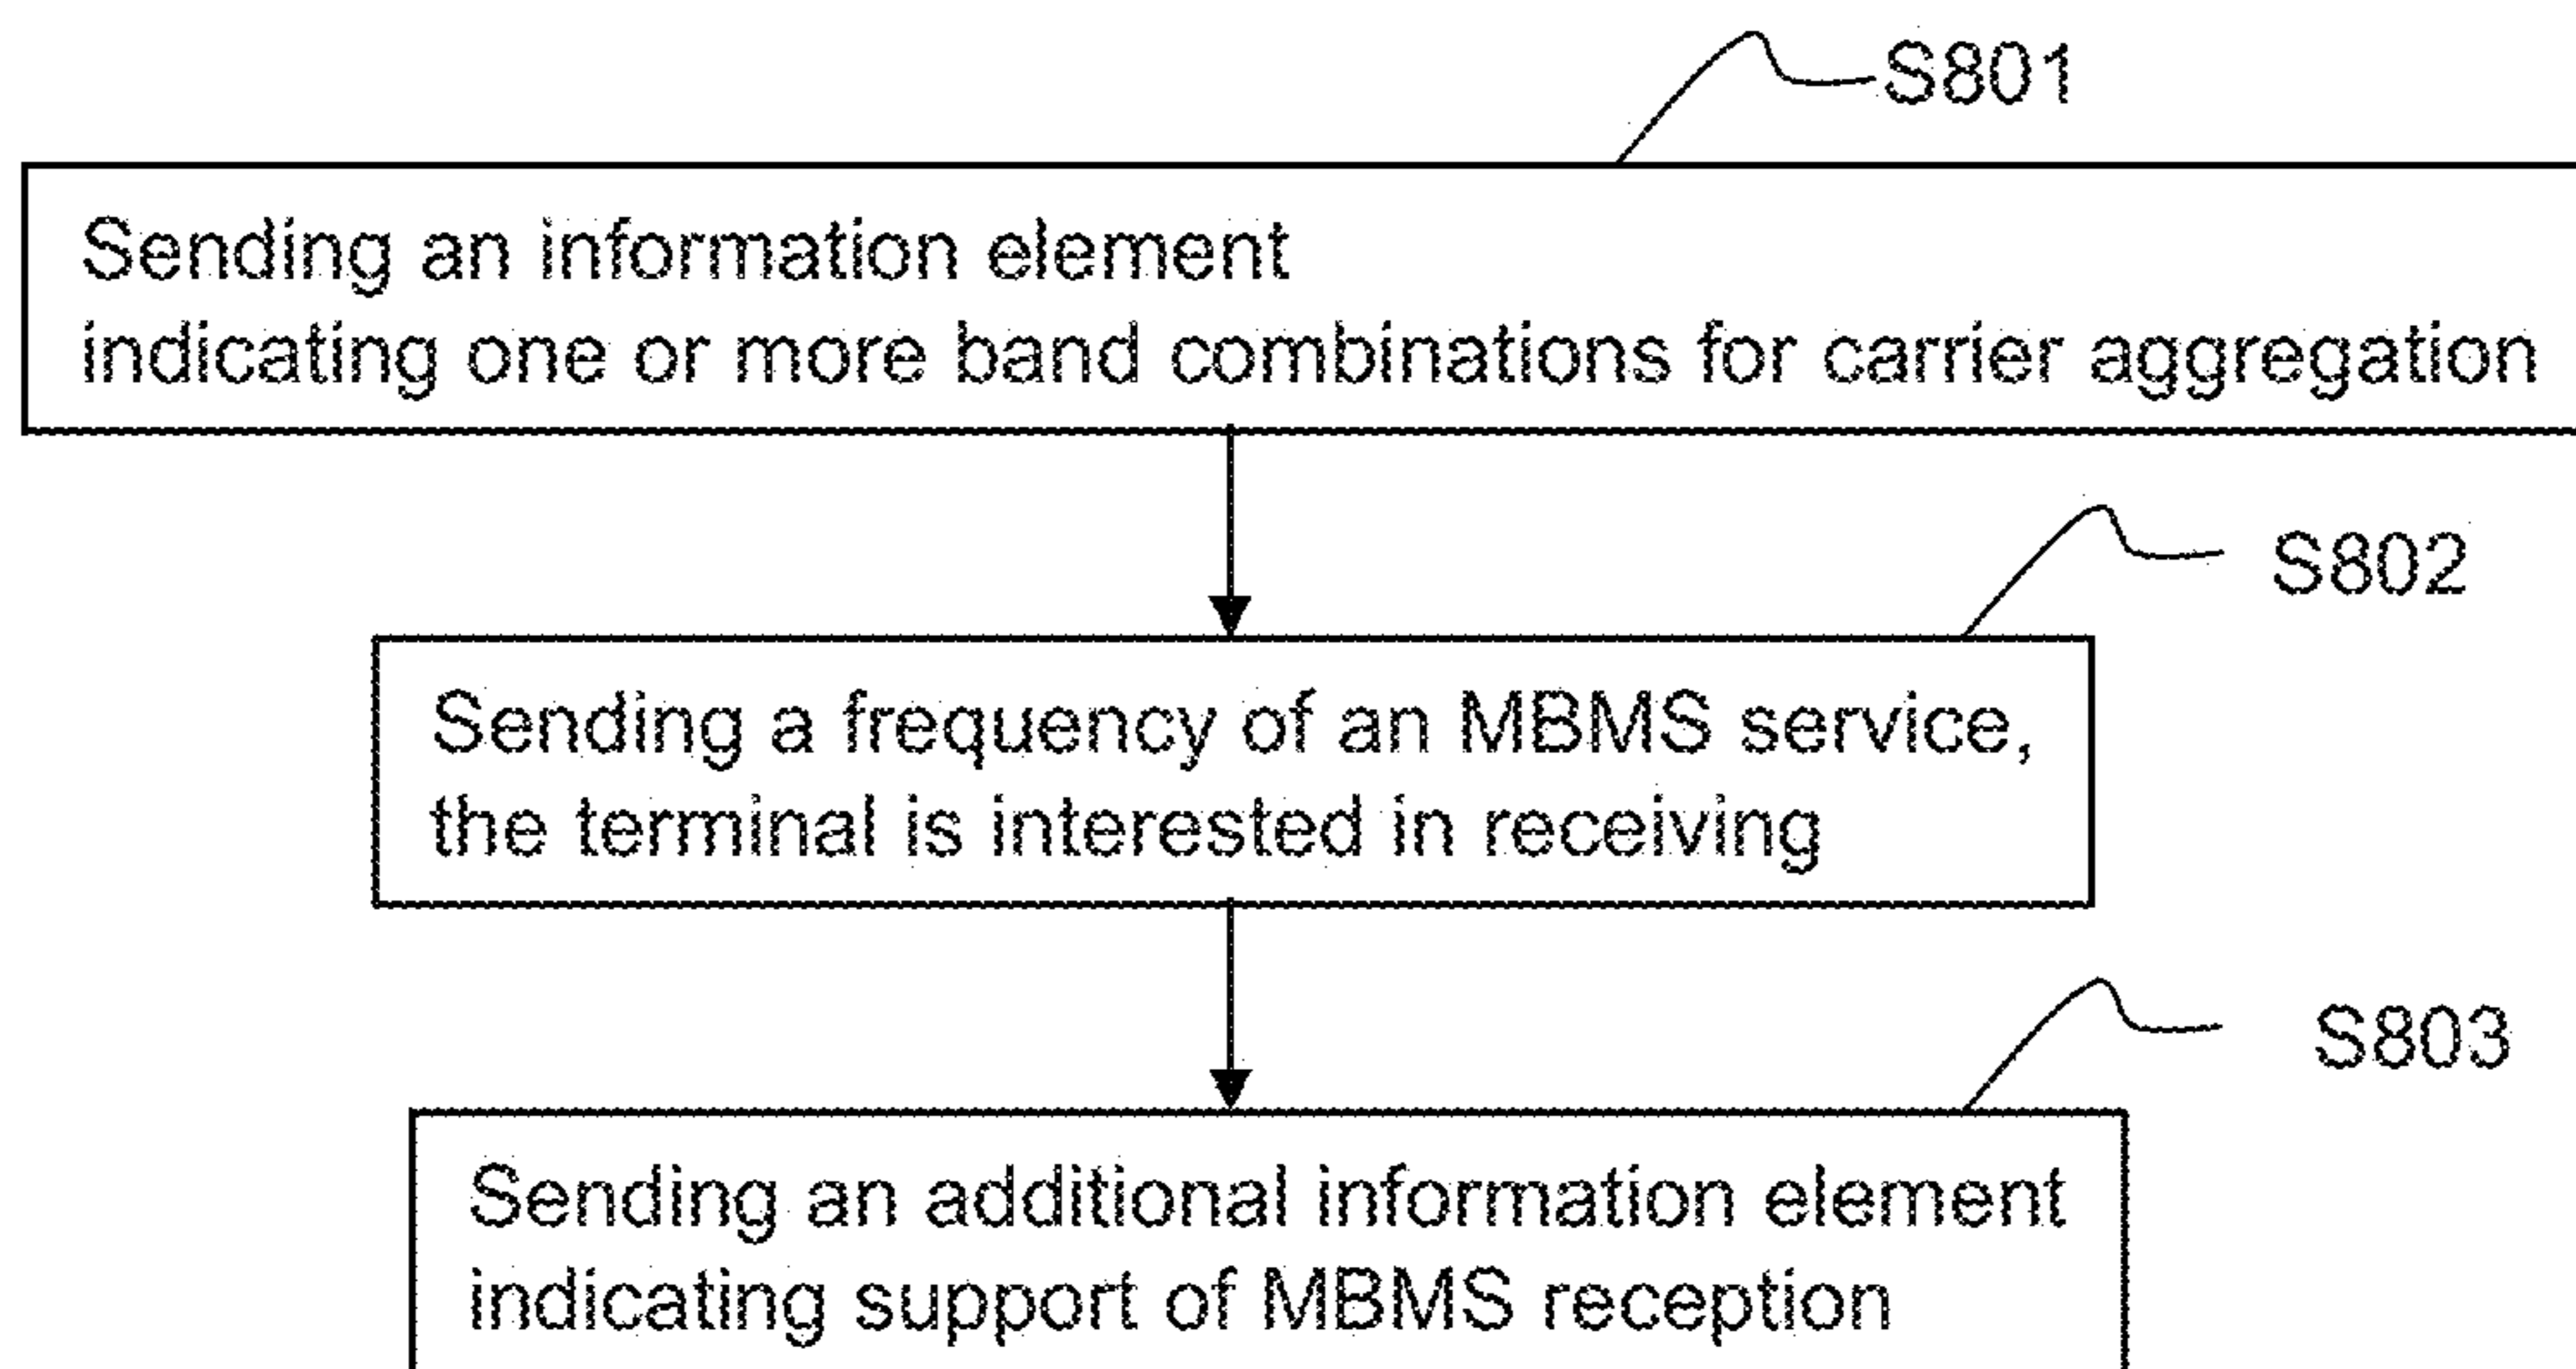 S801
Sending an information element
indicating one or more band combinations for carrier aggregation
S802
Sending a frequency of an MBMS service,
the terminal is interested in receiving
S803
Sending an additional information element
indicating support of MBMS reception